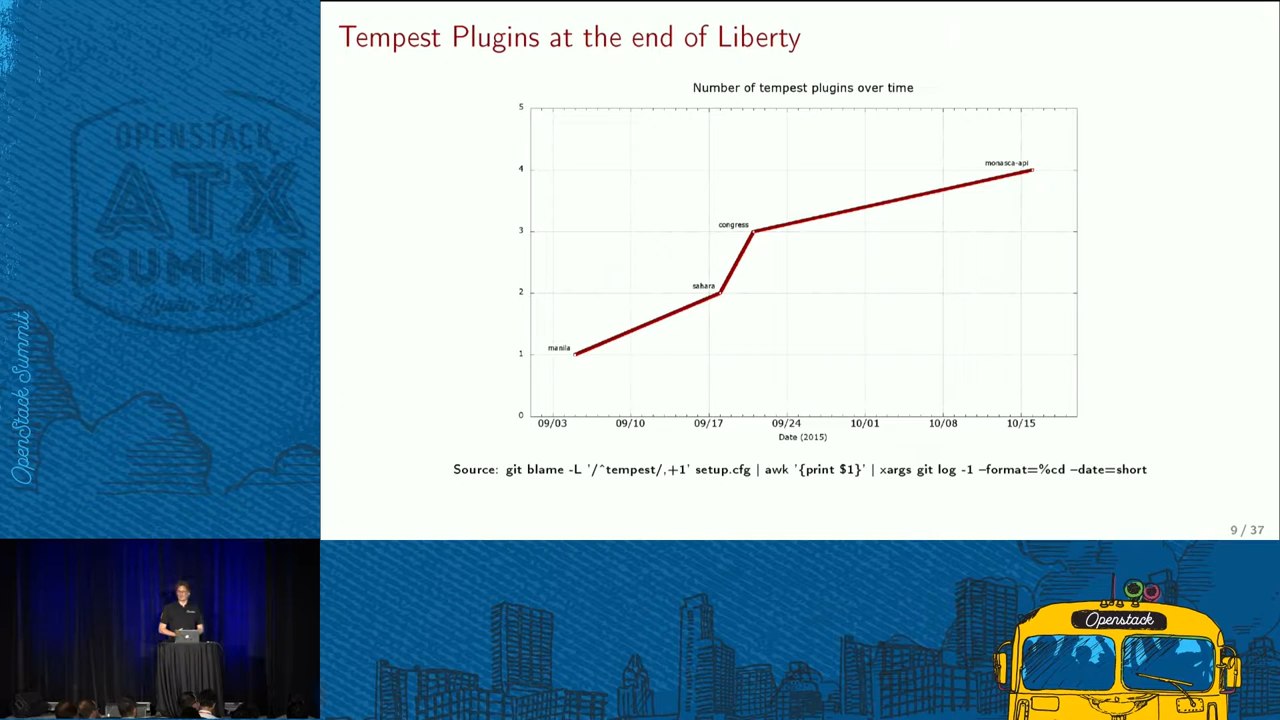 Tempest Plugins at the end of Liberty
Number of tempest plugins over time
5
4
3
2
1
0
monasca-api
congress
sahara
manila
09/03
09/10
09/17
09/24
10/01
10/08
10/15
Date (2015)
Source: git blame -L '/^tempest/,+1' setup.cfg | awk '{print $1}' | xargs git log -1 –format=%cd –date=short
9 / 37
OPENSTACK
ATX
SUMMIT
OpenStack Summit
Openstack